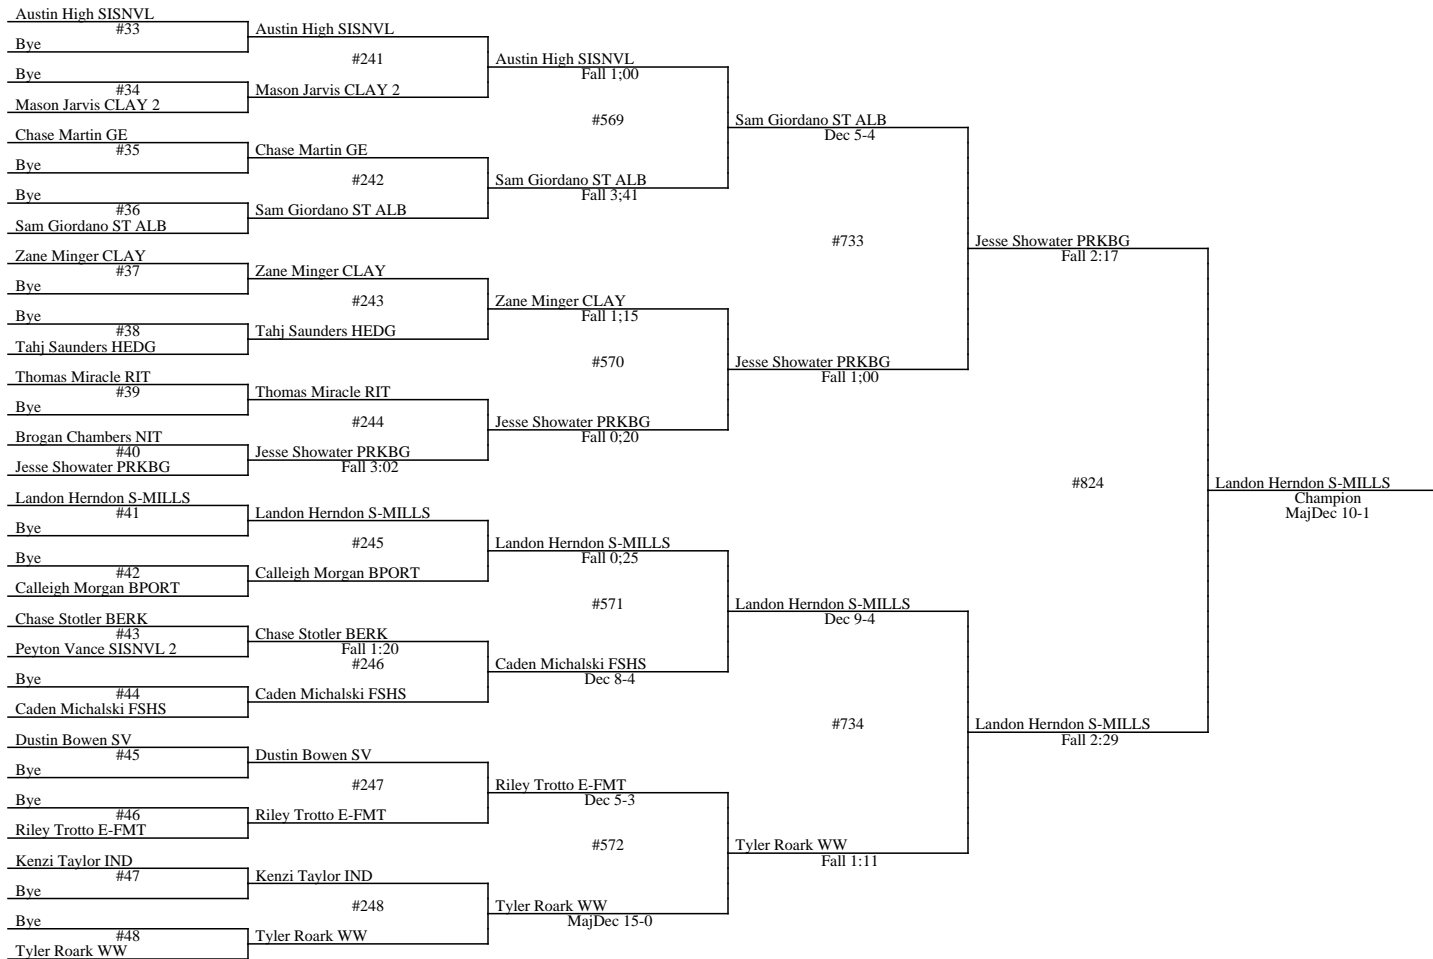 Austin High SISNVL
#33
Bye
Bye
#34
Mason Jarvis CLAY 2
Chase Martin GE
#35
Bye
Bye
#36
Sam Giordano ST ALB
Zane Minger CLAY
#37
Bye
Bye
#38
Tahj Saunders HEDG
Thomas Miracle RIT
#39
Bye
Brogan Chambers NIT
#40
Jesse Showater PRKBG
Landon Herndon S-MILLS
#41
Bye
Bye
#42
Calleigh Morgan BPORT
Chase Stotler BERK
#43
Peyton Vance SISNVL 2
Bye
#44
Caden Michalski FSHS
Dustin Bowen SV
#45
Bye
Bye
#46
Riley Trotto E-FMT
Kenzi Taylor IND
#47
Bye
Bye
#48
Tyler Roark WW
Austin High SISNVL
#241
Mason Jarvis CLAY 2
Chase Martin GE
#242
Sam Giordano ST ALB
Zane Minger CLAY
#243
Tahj Saunders HEDG
Thomas Miracle RIT
#244
Jesse Showater PRKBG
Fall 3:02
Landon Herndon S-MILLS
#245
Calleigh Morgan BPORT
Chase Stotler BERK
Fall 1:20
#246
Caden Michalski FSHS
Dustin Bowen SV
#247
Riley Trotto E-FMT
Kenzi Taylor IND
#248
Tyler Roark WW
Austin High SISNVL
Fall 1;00
#569
Sam Giordano ST ALB
Fall 3;41
Zane Minger CLAY
Fall 1;15
#570
Jesse Showater PRKBG
Fall 0;20
Landon Herndon S-MILLS
Fall 0;25
#571
Caden Michalski FSHS
Dec 8-4
Riley Trotto E-FMT
Dec 5-3
#572
Tyler Roark WW
MajDec 15-0
Sam Giordano ST ALB
Dec 5-4
#733
Jesse Showater PRKBG
Fall 1;00
Landon Herndon S-MILLS
Dec 9-4
#734
Tyler Roark WW
Fall 1:11
Jesse Showater PRKBG
Fall 2:17
#824
Landon Herndon S-MILLS
Fall 2:29
Landon Herndon S-MILLS
Champion
MajDec 10-1